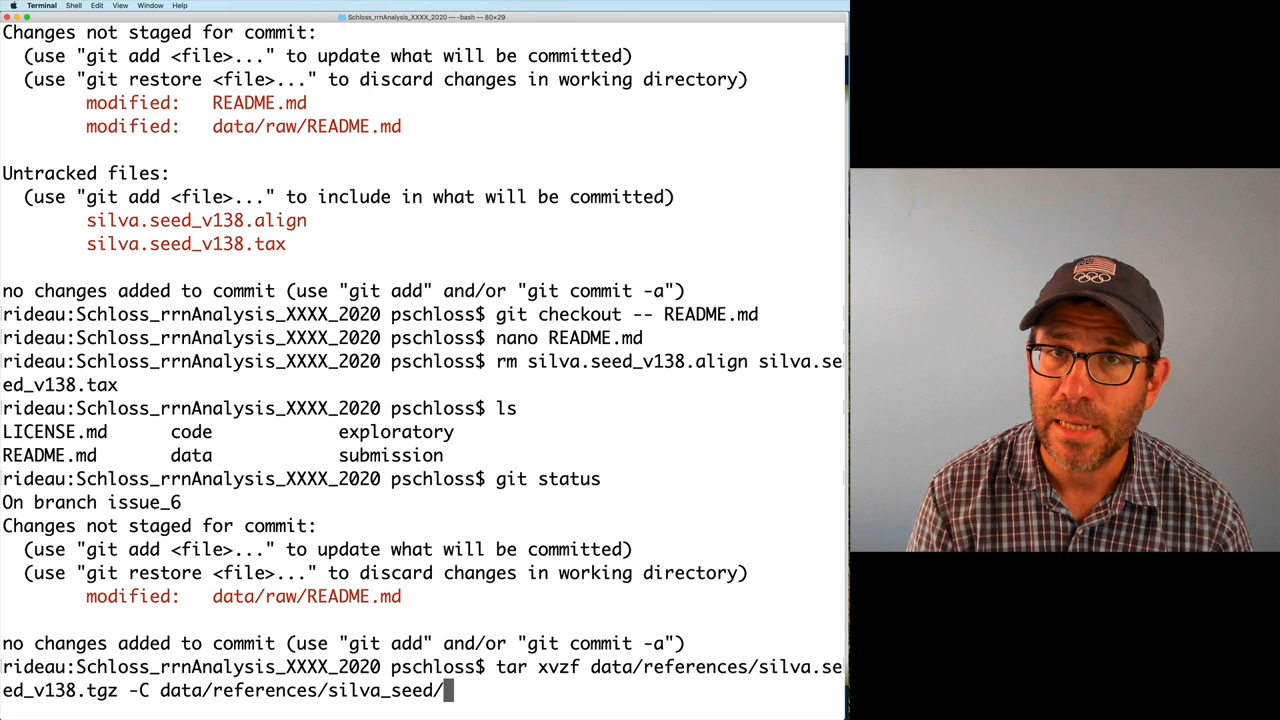 Terminal Shell Edit View Window Help
Schloss_rrnAnalysis_XXXX_2020 — -bash — 80×29
Changes not staged for commit:
(use "git add <file>..." to update what will be committed)
(use "git restore <file>..." to discard changes in working directory)
modified: README.md
modified: data/raw/README.md
Untracked files:
(use "git add <file>..." to include in what will be committed)
silva.seed_v138.align
silva.seed_v138.tax
no changes added to commit (use "git add" and/or "git commit -a")
rideau:Schloss_rrnAnalysis_XXXX_2020 pschloss$ git checkout -- README.md
rideau:Schloss_rrnAnalysis_XXXX_2020 pschloss$ nano README.md
rideau:Schloss_rrnAnalysis_XXXX_2020 pschloss$ rm silva.seed_v138.align silva.se
ed_v138.tax
rideau:Schloss_rrnAnalysis_XXXX_2020 pschloss$ ls
LICENSE.md code exploratory
README.md data submission
rideau:Schloss_rrnAnalysis_XXXX_2020 pschloss$ git status
On branch issue_6
Changes not staged for commit:
(use "git add <file>..." to update what will be committed)
(use "git restore <file>..." to discard changes in working directory)
modified: data/raw/README.md
no changes added to commit (use "git add" and/or "git commit -a")
rideau:Schloss_rrnAnalysis_XXXX_2020 pschloss$ tar xvzf data/references/silva.se
ed_v138.tgz -C data/references/silva_seed/